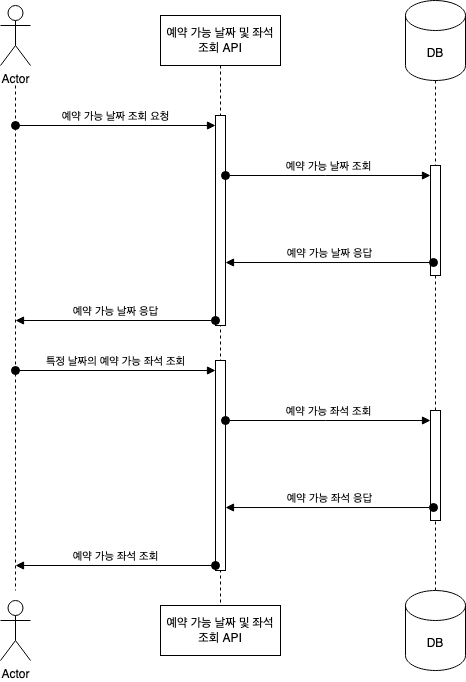 예약 가능 날짜 및 좌석
조회 API
DB
Actor
예약 가능 날짜 조회 요청
예약 가능 날짜 조회
예약 가능 날짜 응답
예약 가능 날짜 응답
특정 날짜의 예약 가능 좌석 조회
예약 가능 좌석 조회
예약 가능 좌석 응답
예약 가능 좌석 조회
예약 가능 날짜 및 좌석
조회 API
DB
Actor